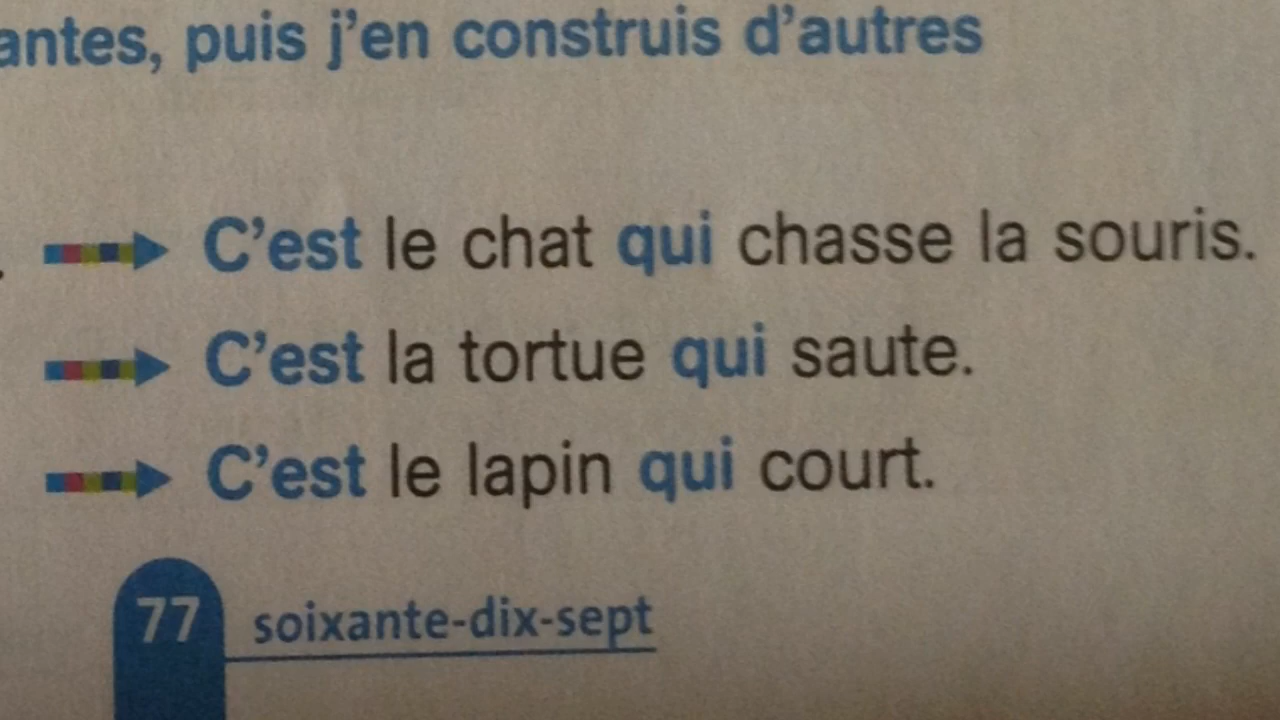 antes, puis j'en construis d'autres
. C'est le chat qui chasse la souris.
C'est la tortue qui saute.
C'est le lapin qui court.
77 soixante-dix-sept